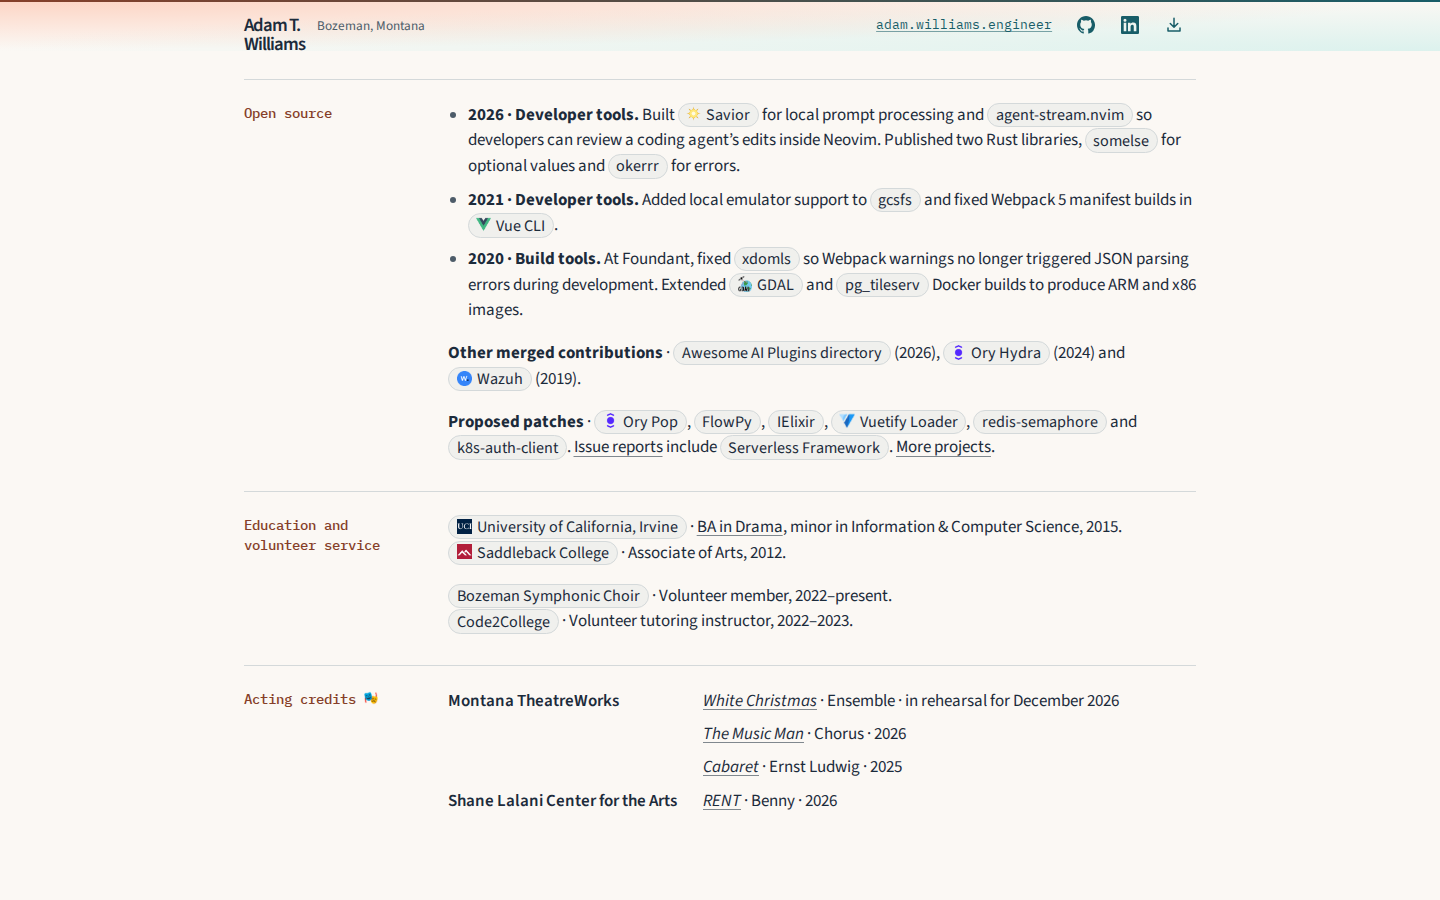 Adam T. Williams
Bozeman, Montana
adam.williams.engineer
Open source
2026 · Developer tools. Built Savior for local prompt processing and agent-stream.nvim so
developers can review a coding agent’s edits inside Neovim. Published two Rust libraries, somelse for
optional values and okerrr for errors.
2021 · Developer tools. Added local emulator support to gcsfs and fixed Webpack 5 manifest builds in
Vue CLI.
2020 · Build tools. At Foundant, fixed xdomls so Webpack warnings no longer triggered JSON parsing
errors during development. Extended GDAL and pg_tileserv Docker builds to produce ARM and x86
images.
Other merged contributions · Awesome AI Plugins directory (2026), Ory Hydra (2024) and
Wazuh (2019).
Proposed patches · Ory Pop, FlowPy, IElixir, Vuetify Loader, redis-semaphore and
k8s-auth-client. Issue reports include Serverless Framework. More projects.
Education and
volunteer service
UCI University of California, Irvine · BA in Drama, minor in Information & Computer Science, 2015.
Saddleback College · Associate of Arts, 2012.
Bozeman Symphonic Choir · Volunteer member, 2022–present.
Code2College · Volunteer tutoring instructor, 2022–2023.
Acting credits
Montana TheatreWorks
White Christmas · Ensemble · in rehearsal for December 2026
The Music Man · Chorus · 2026
Cabaret · Ernst Ludwig · 2025
Shane Lalani Center for the Arts
RENT · Benny · 2026